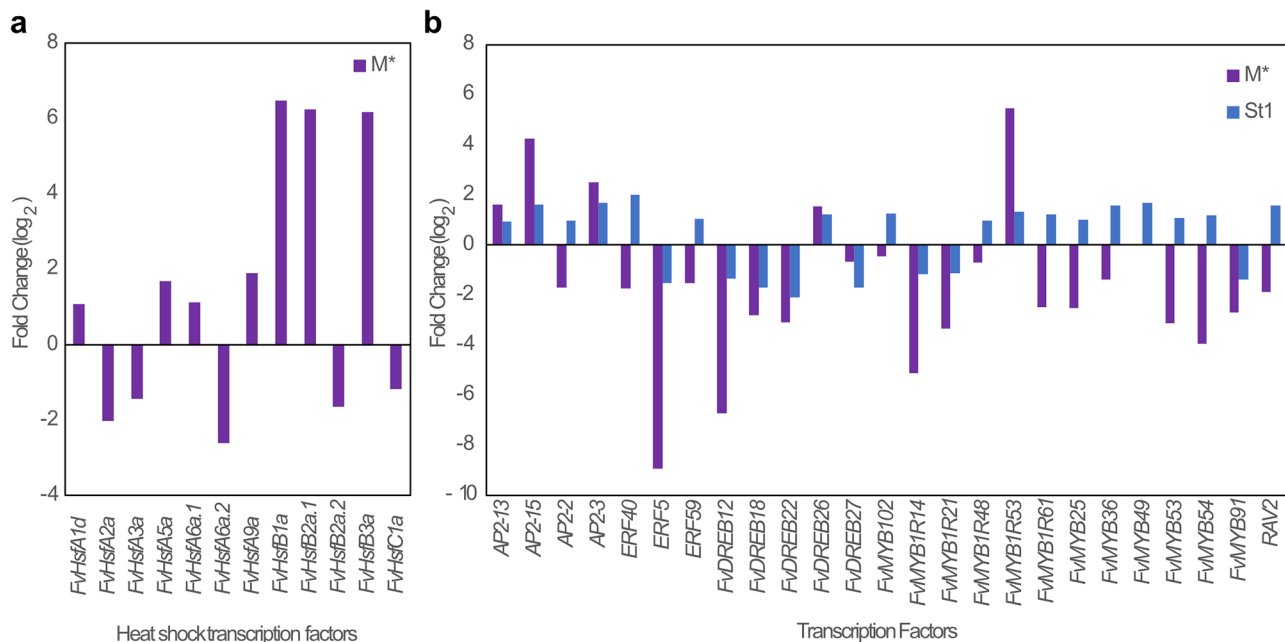 a
8
6
4
2
0
-2
-4
Fold Change (log2)
M*
FvHsfA1d
FvHsfA2a
FvHsfA3a
FvHsfA5a
FvHsfA6a.1
FvHsfA6a.2
FvHsfA9a
FvHsfB1a
FvHsfB2a.1
FvHsfB2a.2
FvHsfB3a
FvHsfC1a
Heat shock transcription factors
b
8
6
4
2
0
-2
-4
-6
-8
- 10
Fold Change (log2)
M*
St1
AP2-13
AP2-15
AP2-2
AP2-3
ERF40
ERF5
ERF59
FvDREB12
FvDREB18
FvDREB22
FvDREB26
FvDREB27
FvMYB102
FvMYB1R14
FvMYB1R21
FvMYB1R48
FvMYB1R53
FvMYB1R61
FvMYB25
FvMYB36
FvMYB49
FvMYB53
FvMYB54
FvMYB91
RAV2
Transcription Factors